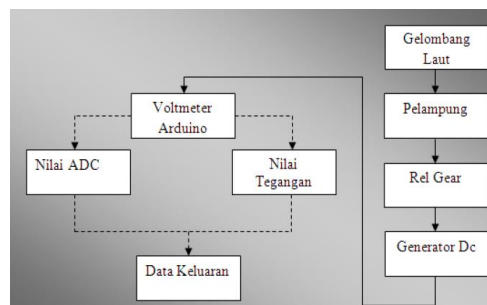 Gelombang
Laut
Pelampung
Rel Gear
Generator Dc
Voltmeter
Arduino
Nilai ADC
Nilai
Tegangan
Data Keluaran